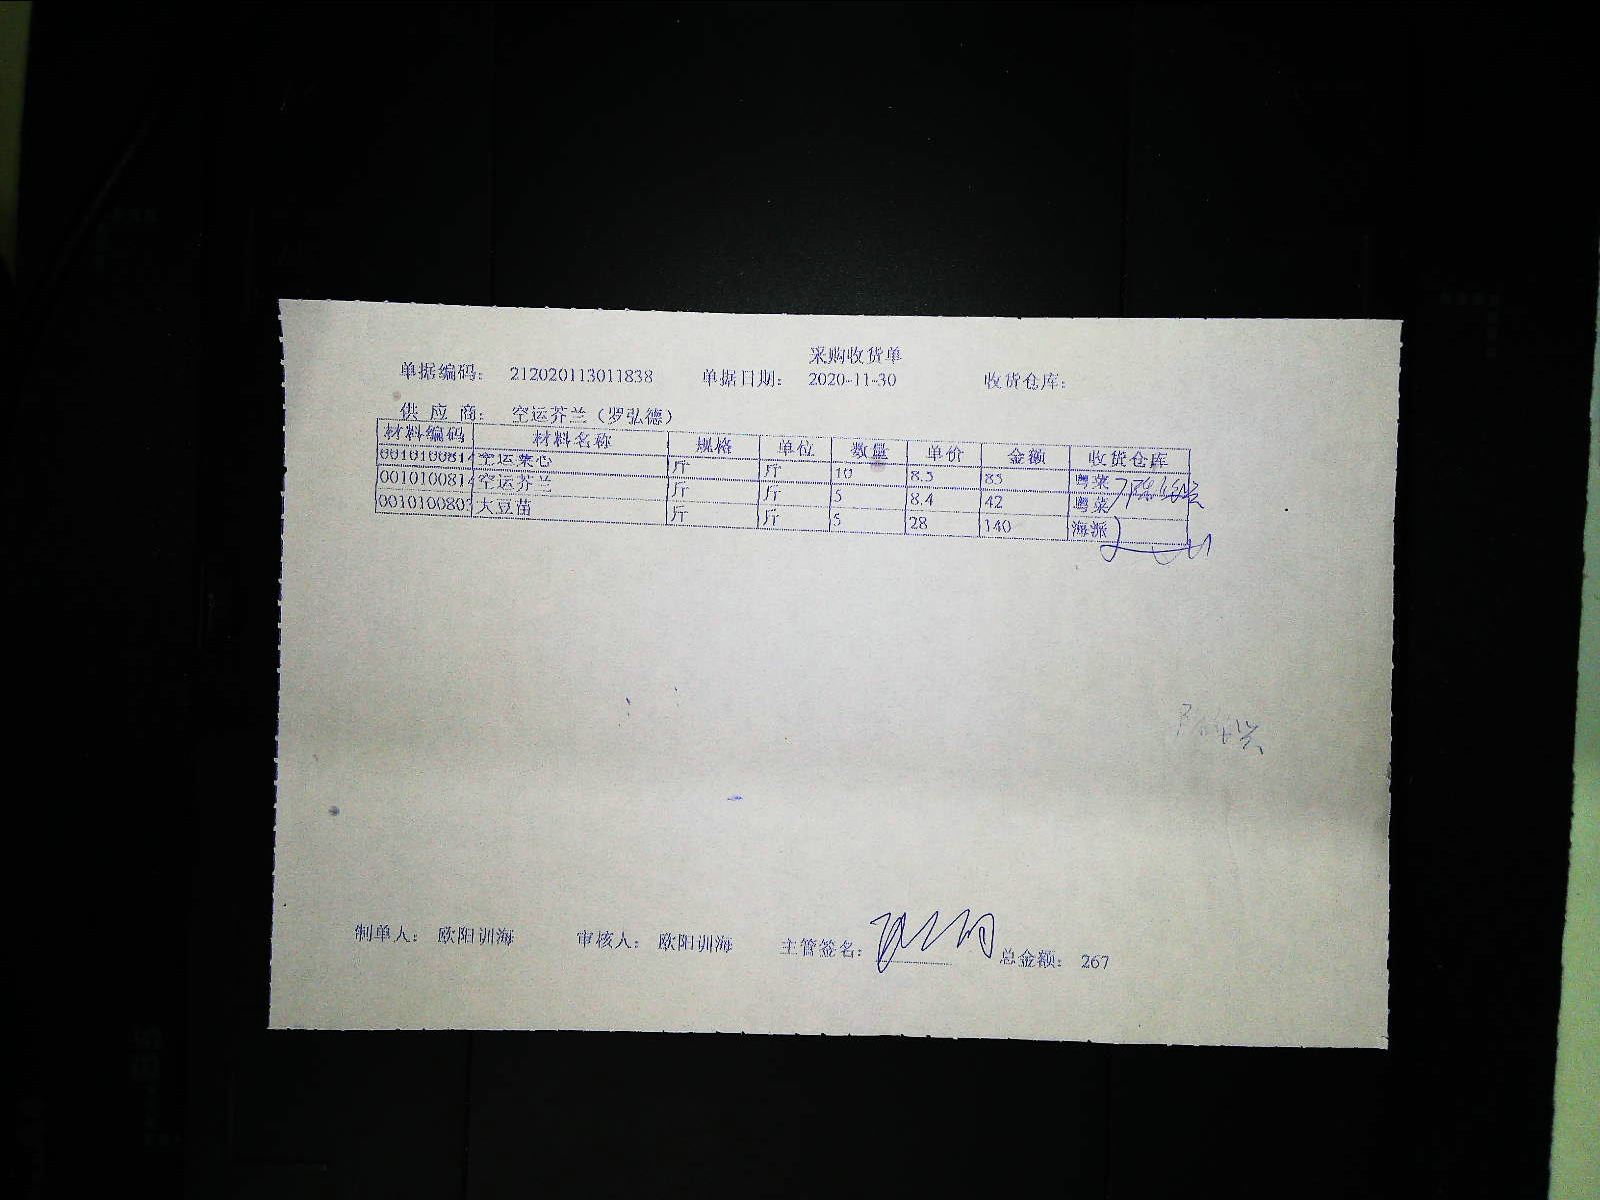 采购收货单
单据编码： 212020113011838 单据日期： 2020-11-30 收货仓库：
供 应 商： 空运芥兰（罗弘德）
材料编码 材料名称 规格 单位 数量 单价 金额 收货仓库
0010100814 空运菜心 斤 斤 10 8.5 85 粤菜
0010100814 空运芥兰 斤 斤 5 8.4 42 粤菜
0010100803 大豆苗 斤 斤 5 28 140 海派
制单人： 欧阳训海 审核人： 欧阳训海 主管签名： 总金额： 267